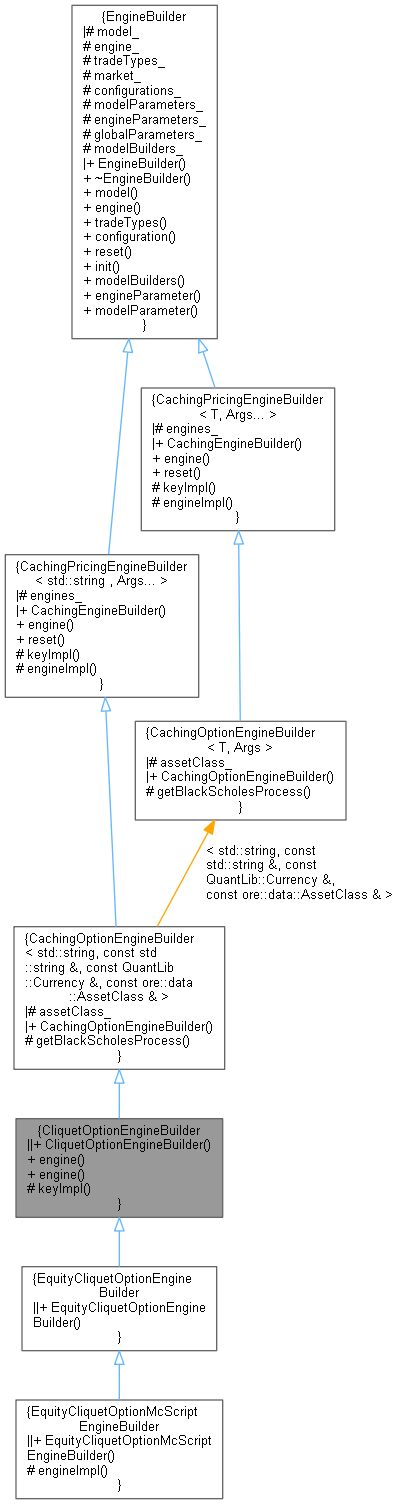 {EngineBuilder
|# model_
# engine_
# tradeTypes_
# market_
# configurations_
# modelParameters_
# engineParameters_
# globalParameters_
# modelBuilders_
|+ EngineBuilder()
+ ~EngineBuilder()
+ model()
+ engine()
+ tradeTypes()
+ configuration()
+ reset()
+ init()
+ modelBuilders()
+ engineParameter()
+ modelParameter()
}
{CachingPricingEngineBuilder
< T, Args... >
|# engines_
|+ CachingEngineBuilder()
+ engine()
+ reset()
# keyImpl()
# engineImpl()
}
{CachingPricingEngineBuilder
< std::string , Args... >
|# engines_
|+ CachingEngineBuilder()
+ engine()
+ reset()
# keyImpl()
# engineImpl()
}
{CachingOptionEngineBuilder
< T, Args >
|# assetClass_
|+ CachingOptionEngineBuilder()
# getBlackScholesProcess()
}
< std::string, const
std::string &, const
QuantLib::Currency &,
const ore::data::AssetClass & >
{CachingOptionEngineBuilder
< std::string, const std
::string &, const QuantLib
::Currency &, const ore::data
::AssetClass & >
|# assetClass_
|+ CachingOptionEngineBuilder()
# getBlackScholesProcess()
}
{CliquetOptionEngineBuilder
||+ CliquetOptionEngineBuilder()
+ engine()
+ engine()
# keyImpl()
}
{EquityCliquetOptionEngine
Builder
||+ EquityCliquetOptionEngine
Builder()
}
{EquityCliquetOptionMcScript
EngineBuilder
||+ EquityCliquetOptionMcScript
EngineBuilder()
# engineImpl()
}